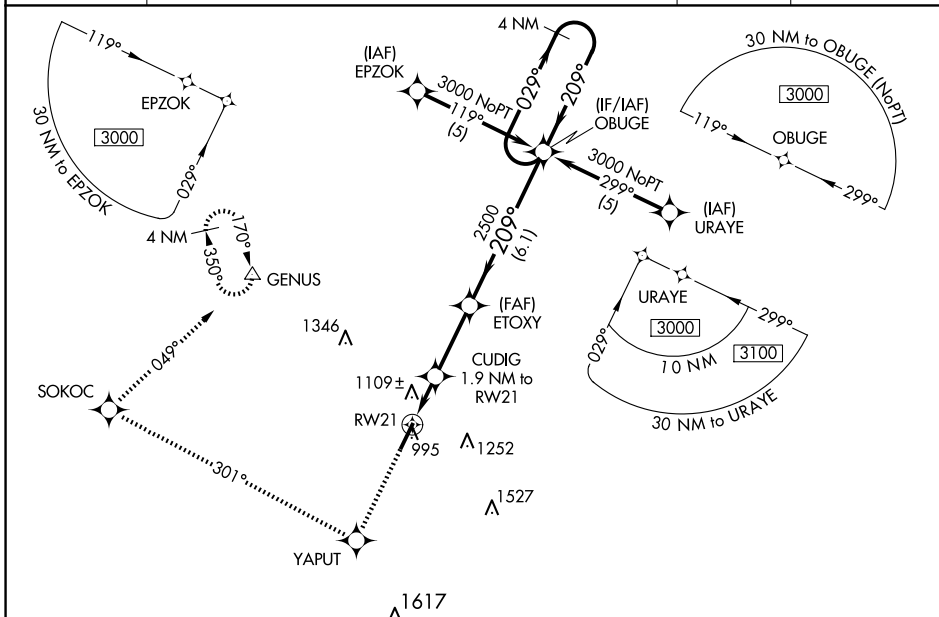 119°
EPZOK
3000
30 NM to EPZOK
029°
4 NM
170°
350°
GENUS
(IAF)
EPZOK
3000 NoPT
119°
(5)
4 NM
029°
209°
(IF/IAF)
OBUGE
3000 NoPT
299°
(5)
(IAF)
URAYE
30 NM to OBUGE (NoPT)
3000
119°
OBUGE
299°
2500
209°
(6.1)
(FAF)
ETOXY
URAYE
299°
029°
3000
10 NM
3100
30 NM to URAYE
1346
CUDIG
1.9 NM to
RW21
1109±
RW21
995
1252
1527
049°
SOKOC
301°
YAPUT
1617